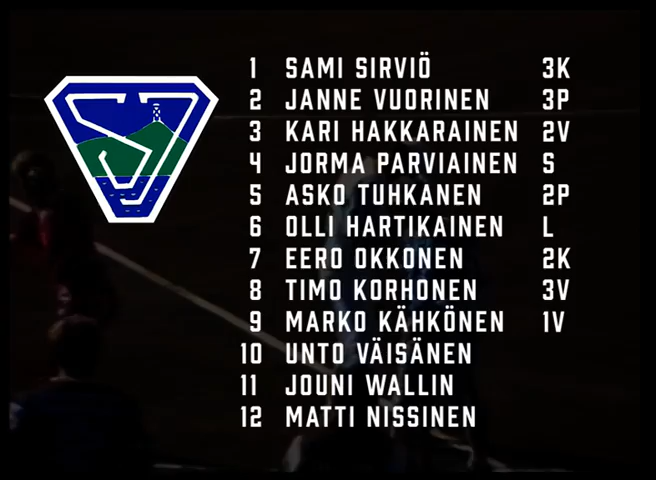 SJ
1 SAMI SIRVIÖ 3K
2 JANNE VUORINEN 3P
3 KARI HAKKARAINEN 2V
4 JORMA PARVIAINEN S
5 ASKO TUHKANEN 2P
6 OLLI HARTIKAINEN L
7 EERO OKKONEN 2K
8 TIMO KORHONEN 3V
9 MARKO KÄHKÖNEN 1V
10 UNTO VÄISÄNEN
11 JOUNI WALLIN
12 MATTI NISSINEN